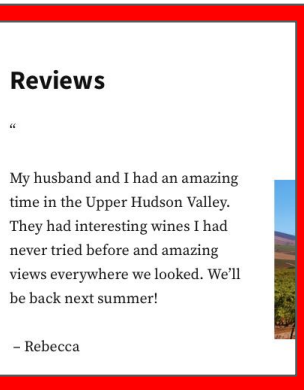 Reviews
“
My husband and I had an amazing
time in the Upper Hudson Valley.
They had interesting wines I had
never tried before and amazing
views everywhere we looked. We’ll
be back next summer!
– Rebecca